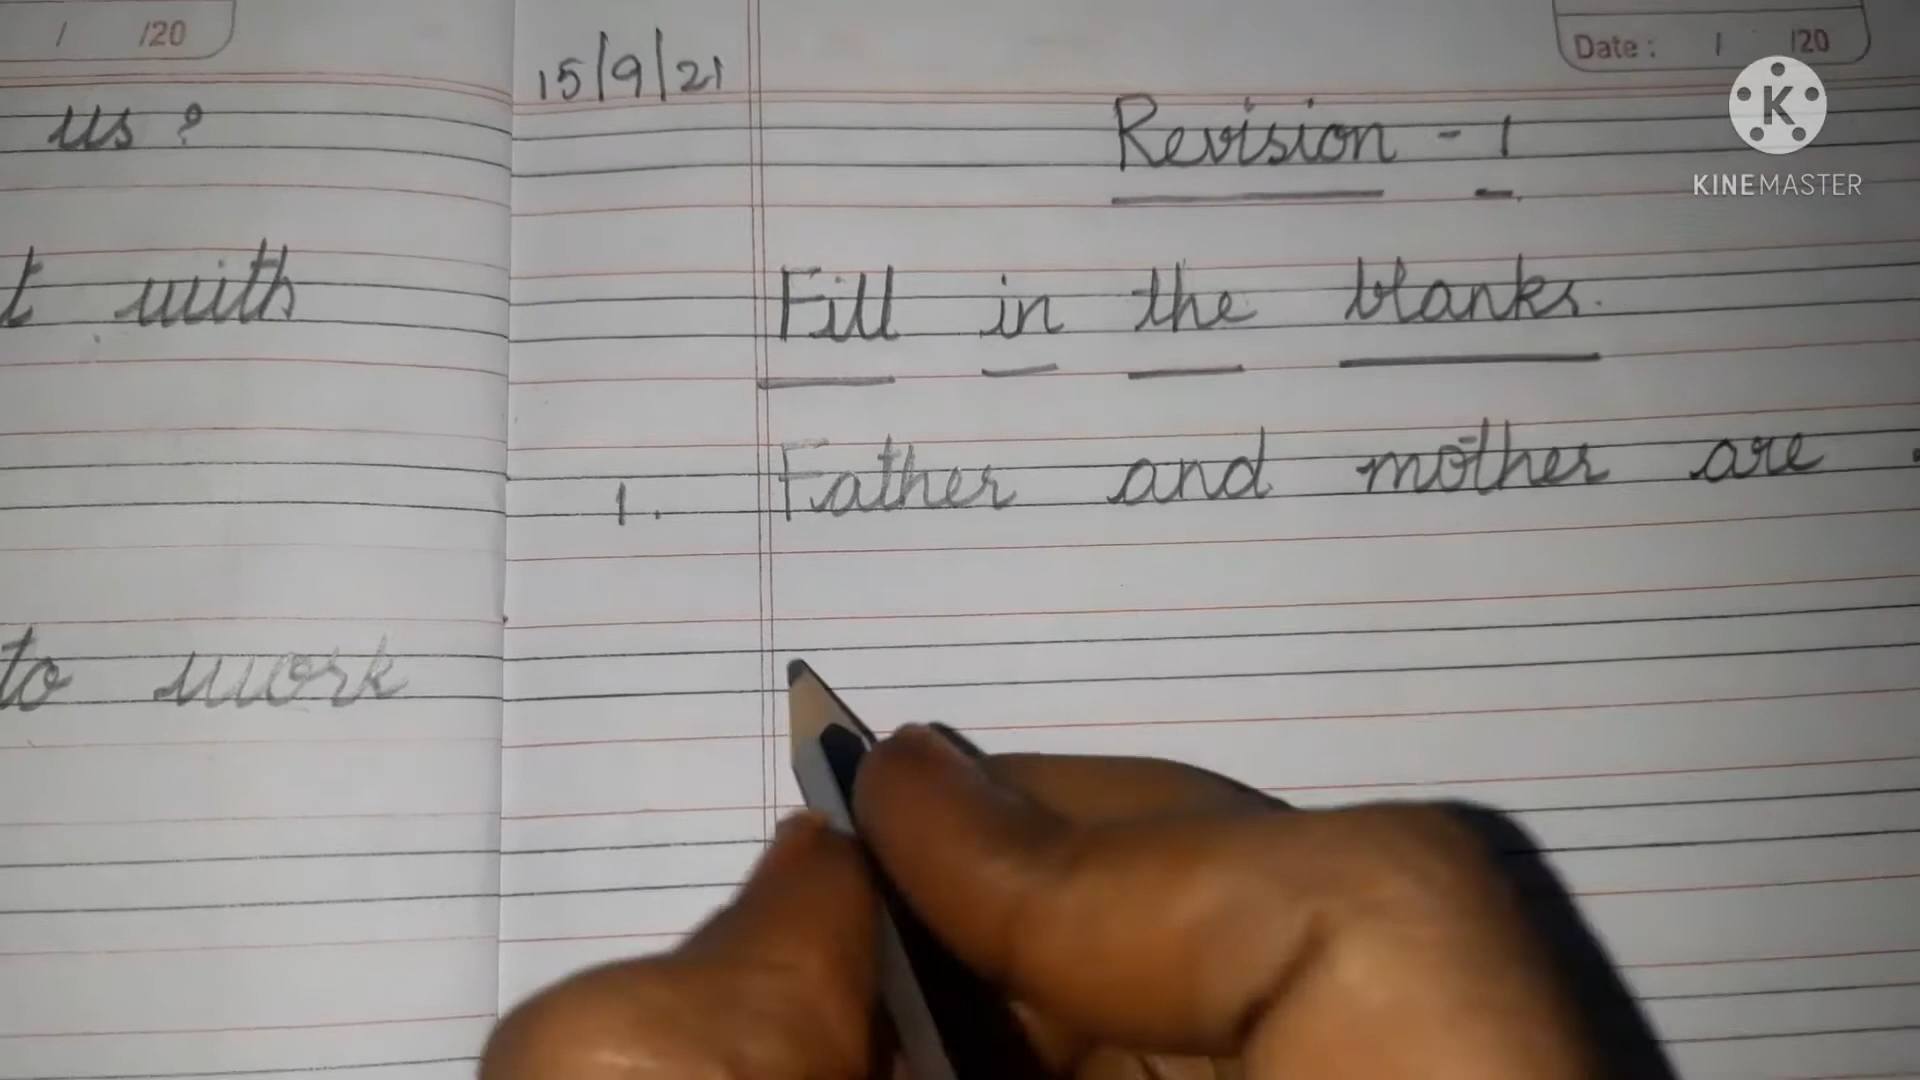 / /20
us ?
t with
to work
15/9/21
Date : / /20
K
KINEMASTER
Revision - 1
Fill in the blanks.
1. Father and mother are